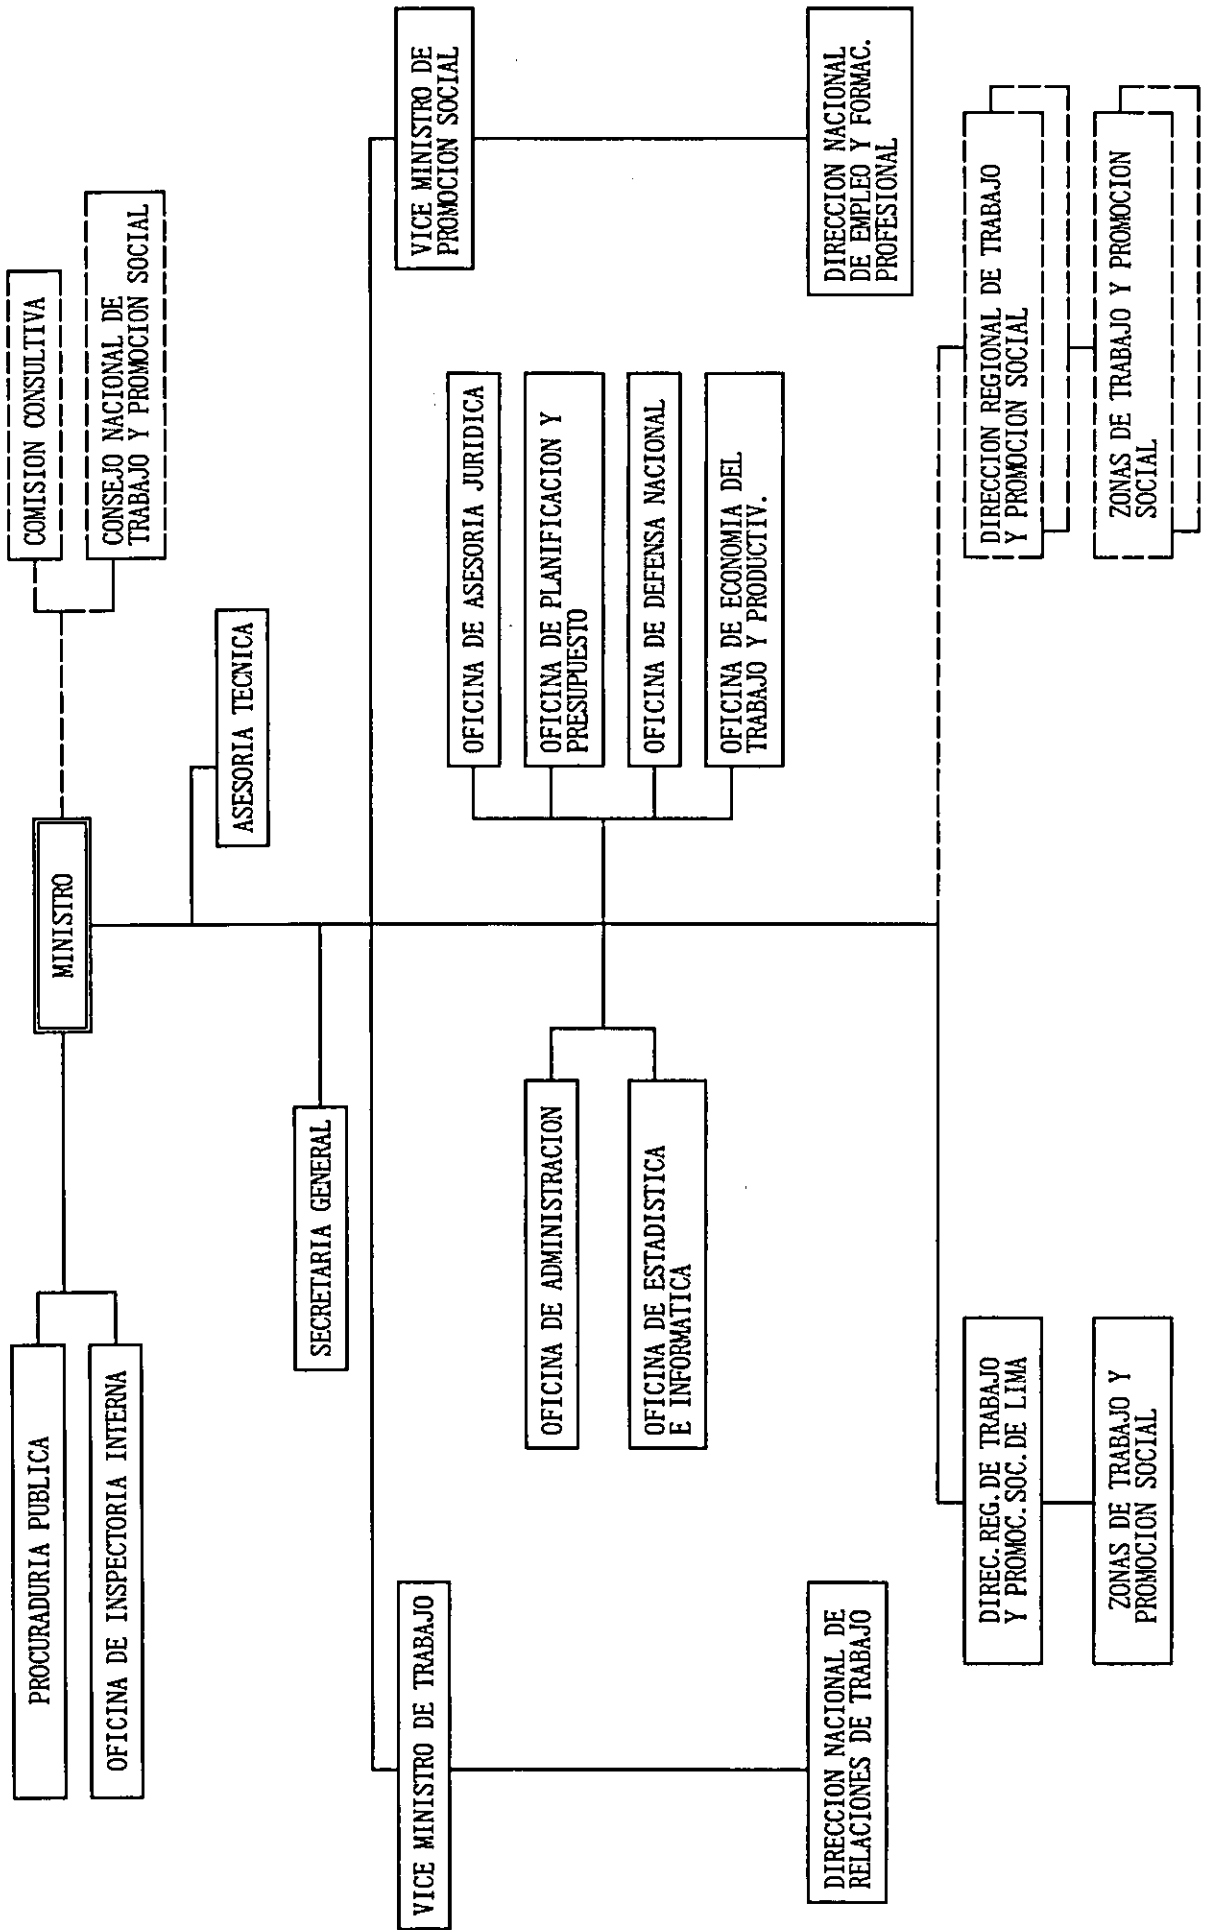 MINISTRO
PROCURADURIA PUBLICA
OFICINA DE INSPECTORIA INTERNA
COMISION CONSULTIVA
CONSEJO NACIONAL DE
TRABAJO Y PROMOCION SOCIAL
ASESORIA TECNICA
SECRETARIA GENERAL
VICE MINISTRO DE TRABAJO
VICE MINISTRO DE
PROMOCION SOCIAL
OFICINA DE ADMINISTRACION
OFICINA DE ESTADISTICA
E INFORMATICA
OFICINA DE ASESORIA JURIDICA
OFICINA DE PLANIFICACION Y
PRESUPUESTO
OFICINA DE DEFENSA NACIONAL
OFICINA DE ECONOMIA DEL
TRABAJO Y PRODUCTIV.
DIRECCION NACIONAL DE
RELACIONES DE TRABAJO
DIRECCION NACIONAL
DE EMPLEO Y FORMAC.
PROFESIONAL
DIREC.REG.DE TRABAJO
Y PROMOC.SOC.DE LIMA
ZONAS DE TRABAJO Y
PROMOCION SOCIAL
DIRECCION REGIONAL DE TRABAJO
Y PROMOCION SOCIAL
ZONAS DE TRABAJO Y PROMOCION
SOCIAL